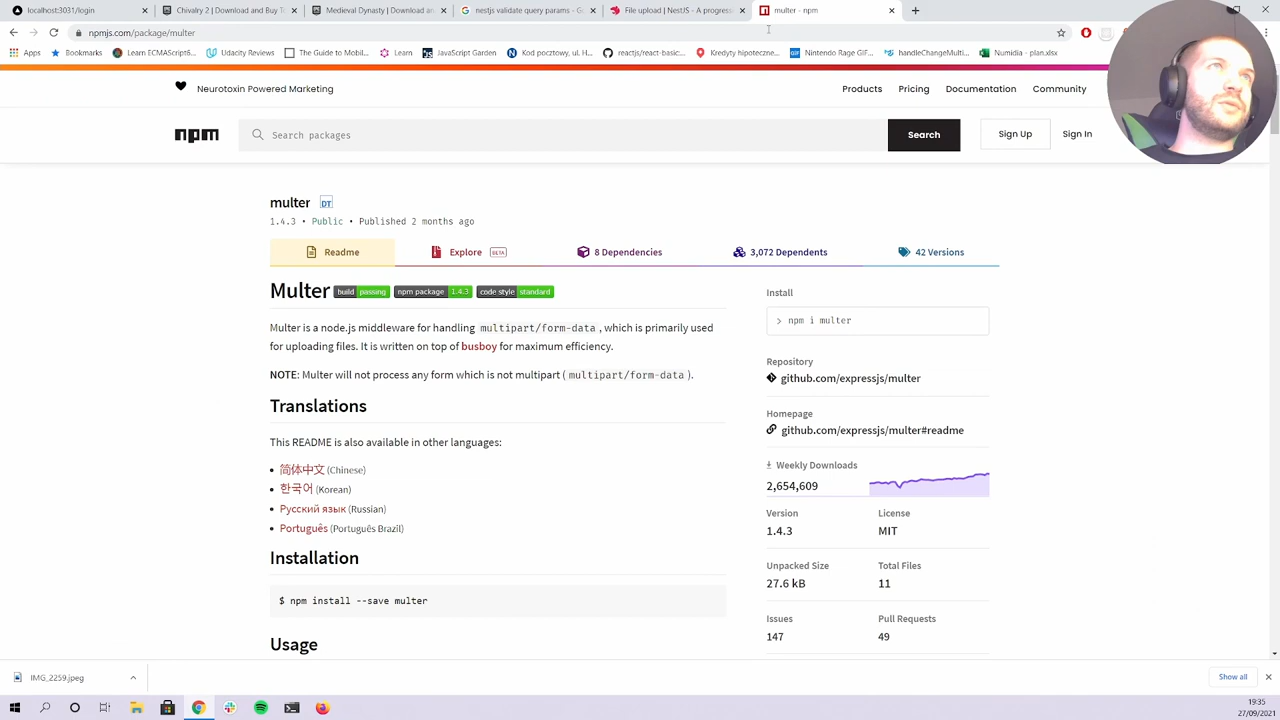 localhost:3031/login
Chivalry 2 | Download and Buy T
Medieval Dynasty | Download an
nestjs validate query params - Go
File upload | NestJS - A progressi
multer - npm
npmjs.com/package/multer
Apps
Bookmarks
Learn ECMAScript6...
Udacity Reviews
The Guide to Mobil...
Learn
JavaScript Garden
Kod pocztowy, ul. H...
reactjs/react-basic...
Kredyty hipoteczne...
Nintendo Rage GIF...
handleChangeMulti...
Numidia - plan.xlsx
Neurotoxin Powered Marketing
Products
Pricing
Documentation
Community
npm
Search packages
Search
Sign Up
Sign In
multer DT
1.4.3 • Public • Published 2 months ago
Readme
Explore BETA
8 Dependencies
3,072 Dependents
42 Versions
Multer build passing npm package 1.4.3 code style standard
Multer is a node.js middleware for handling multipart/form-data, which is primarily used
for uploading files. It is written on top of busboy for maximum efficiency.
NOTE: Multer will not process any form which is not multipart (multipart/form-data).
Translations
This README is also available in other languages:
简体中文 (Chinese)
한국어 (Korean)
Русский язык (Russian)
Português (Português Brazil)
Installation
$ npm install --save multer
Usage
Install
> npm i multer
Repository
github.com/expressjs/multer
Homepage
github.com/expressjs/multer#readme
Weekly Downloads
2,654,609
Version
License
1.4.3
MIT
Unpacked Size
Total Files
27.6 kB
11
Issues
Pull Requests
147
49
IMG_2259.jpeg
Show all
19:35
27/09/2021